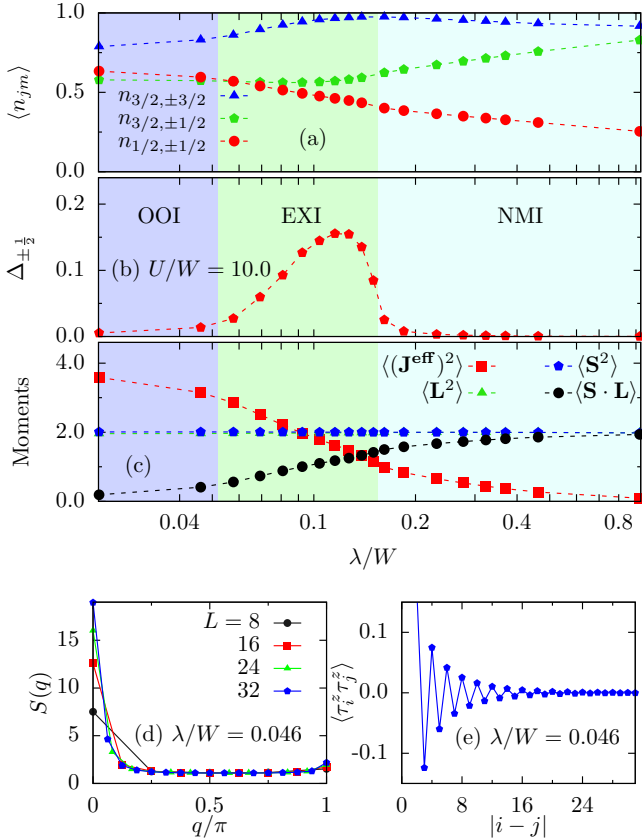 1.0
0.5
0.0
⟨n_{jm}⟩
n_{3/2,±3/2}
n_{3/2,±1/2}
n_{1/2,±1/2}
(a)
OOI EXI NMI
0.2
0.1
0.0
Δ_{±1/2}
(b) U/W = 10.0
4.0
2.0
0.0
Moments
⟨(J^{eff})^2⟩ ⟨S^2⟩
⟨L^2⟩ ⟨S · L⟩
(c)
0.04 0.1 0.2 0.4 0.8
λ/W
15
10
5
0
S(q)
L = 8
16
24
32
(d) λ/W = 0.046
0 0.5 1
q/π
0.1
0.0
-0.1
⟨τ_i^z τ_j^z⟩
(e) λ/W = 0.046
0 8 16 24
|i − j|